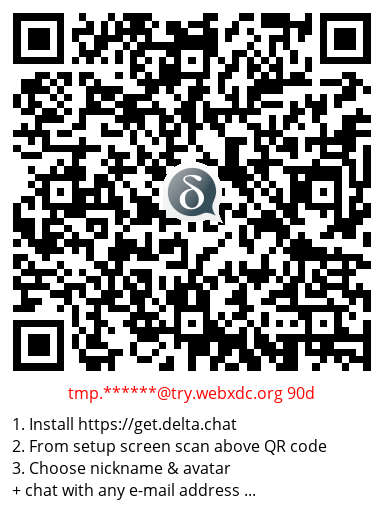 δ
tmp.******@try.webxdc.org 90d
1. Install https://get.delta.chat
2. From setup screen scan above QR code
3. Choose nickname & avatar
+ chat with any e-mail address ...